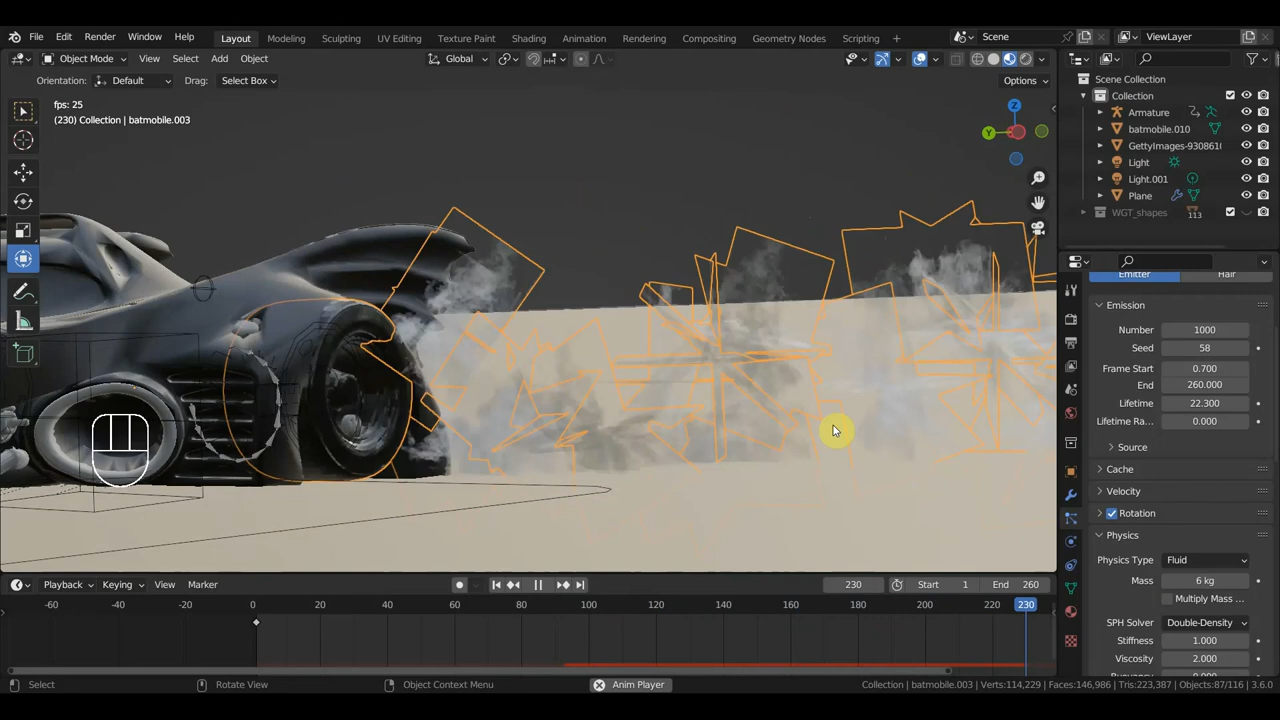 File Edit Render Window Help Layout Modeling Sculpting UV Editing Texture Paint Shading Animation Rendering Compositing Geometry Nodes Scripting + Scene ViewLayer
Object Mode View Select Add Object Global
Orientation: Default Drag: Select Box Options
fps: 25
(230) Collection | batmobile.003
Z
Y
Scene Collection
Collection
Armature
batmobile.010
GettyImages-9308610
Light
Light.001
Plane
WGT_shapes 113
Emitter Hair
Emission
Number 1000
Seed 58
Frame Start 0.700
End 260.000
Lifetime 22.300
Lifetime Ra... 0.000
Source
Cache
Velocity
Rotation
Physics
Physics Type Fluid
Mass 6 kg
Multiply Mass ...
SPH Solver Double-Density
Stiffness 1.000
Viscosity 2.000
Playback Keying View Marker 230 Start 1 End 260
-60 -40 -20 0 20 40 60 80 100 120 140 160 180 200 220 230
Select Rotate View Object Context Menu Anim Player Collection | batmobile.003 | Verts:114,229 | Faces:146,986 | Tris:223,387 | Objects:87/116 | 3.6.0